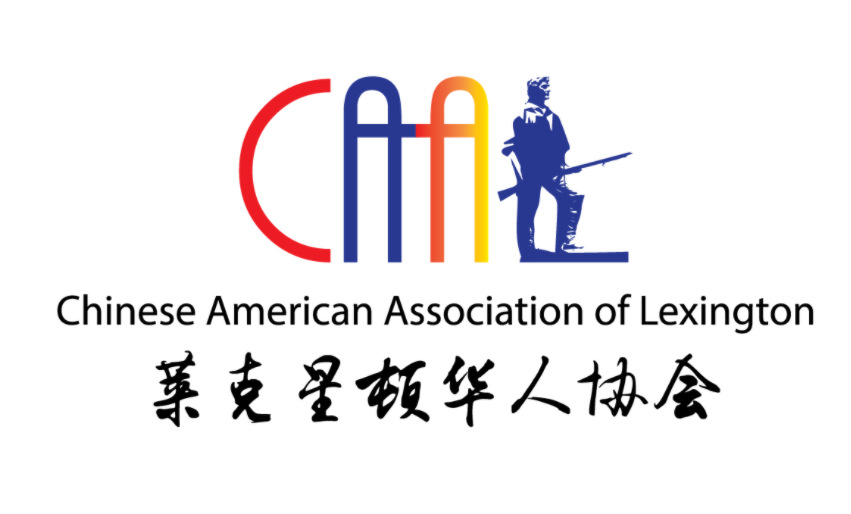 CAAL
Chinese American Association of Lexington
莱克星顿华人协会